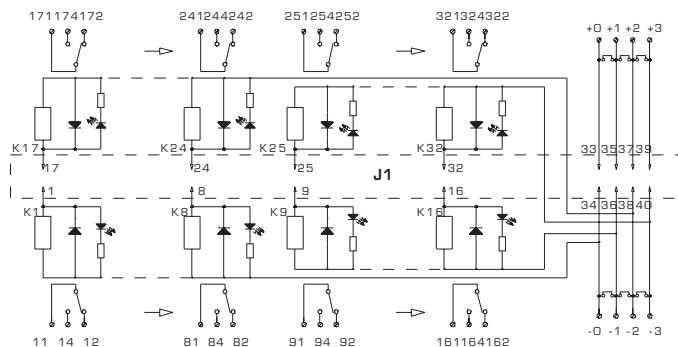 171174172 241244242 251254252 321324322 +0 +1 +2 +3
K17 K24 K25 K32 33 35 37 39
17 24 25 J1 32
1 8 9 16 34 36 38 40
K1 K8 K9 K16
11 14 12 81 84 82 91 94 92 161164162 -0 -1 -2 -3